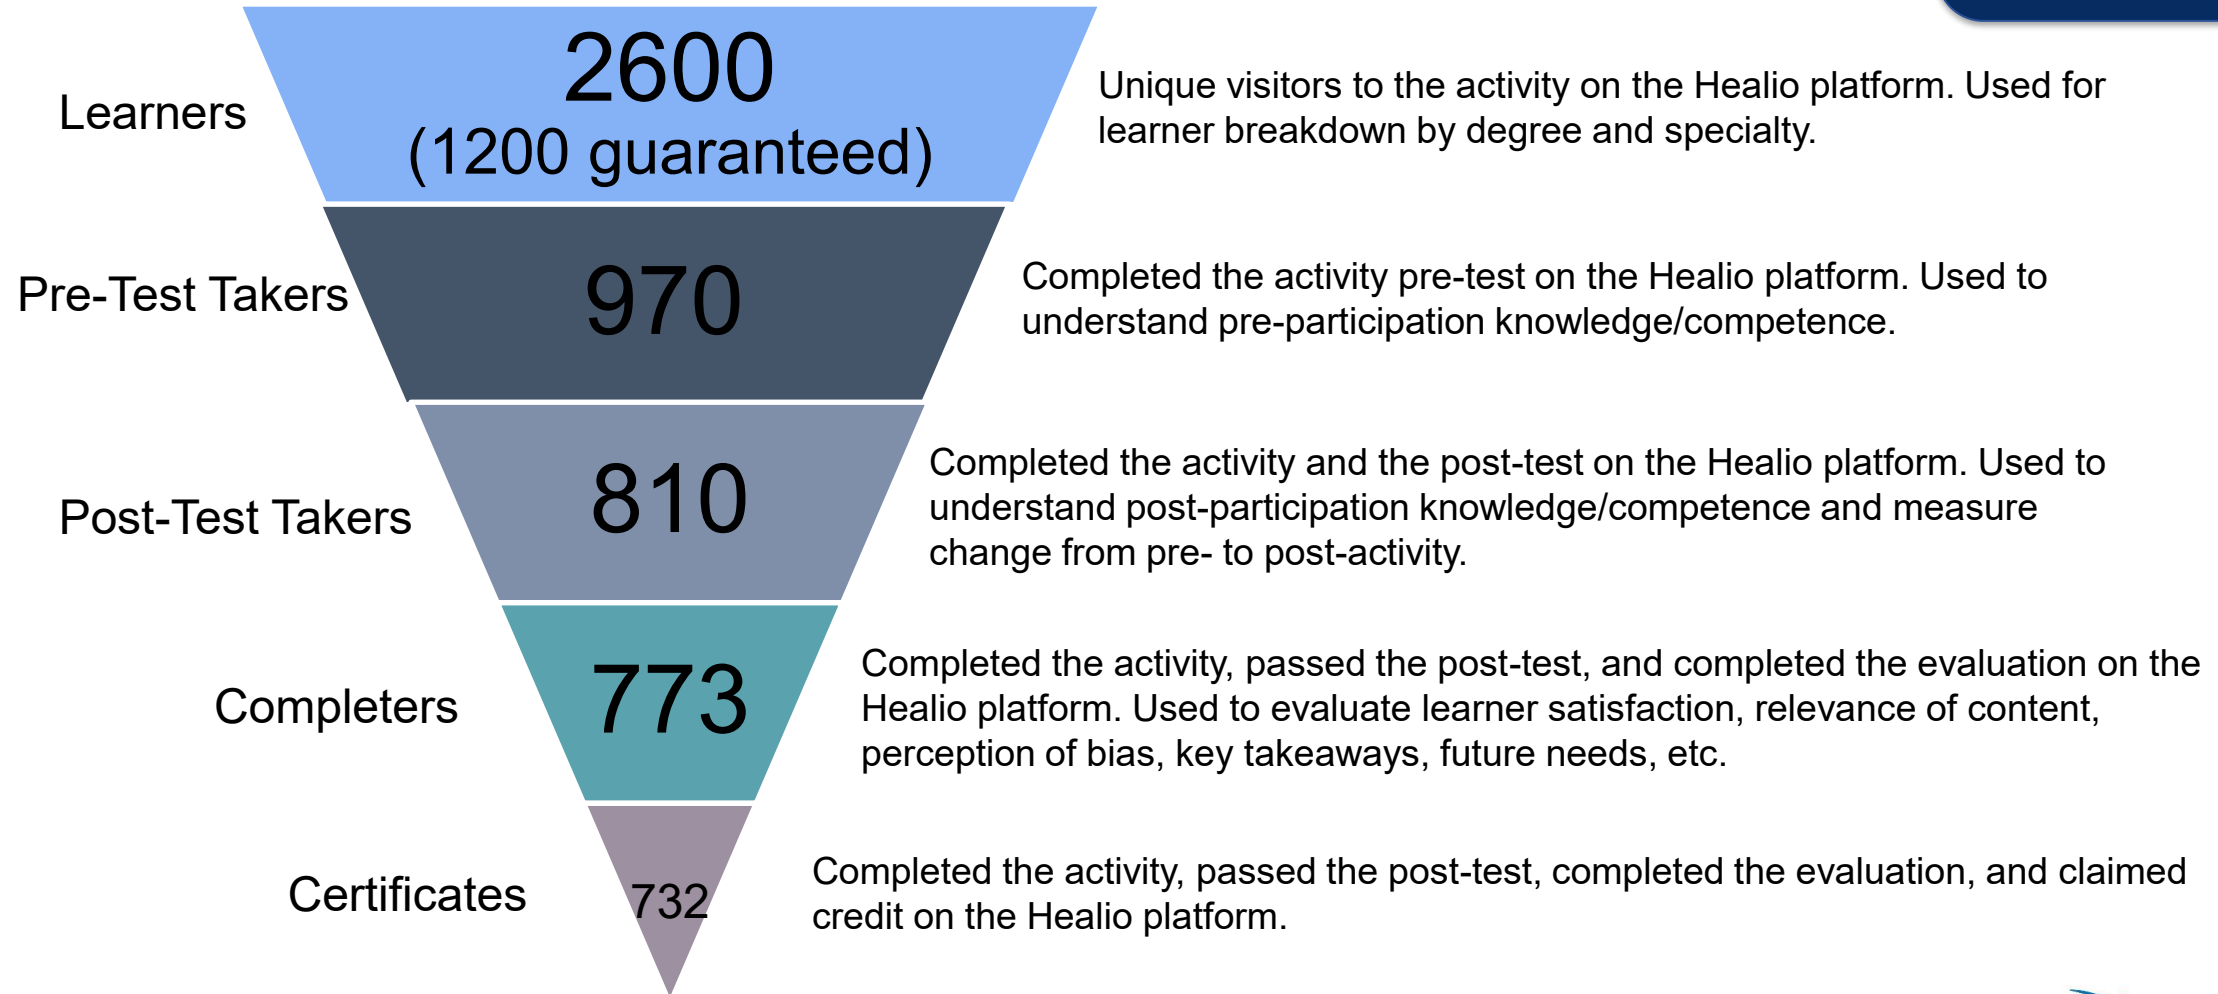 Learners
2600
(1200 guaranteed)
Unique visitors to the activity on the Healio platform. Used for
learner breakdown by degree and specialty.
Pre-Test Takers
970
Completed the activity pre-test on the Healio platform. Used to
understand pre-participation knowledge/competence.
Post-Test Takers
810
Completed the activity and the post-test on the Healio platform. Used to
understand post-participation knowledge/competence and measure
change from pre- to post-activity.
Completers
773
Completed the activity, passed the post-test, and completed the evaluation on the
Healio platform. Used to evaluate learner satisfaction, relevance of content,
perception of bias, key takeaways, future needs, etc.
Certificates
732
Completed the activity, passed the post-test, completed the evaluation, and claimed
credit on the Healio platform.